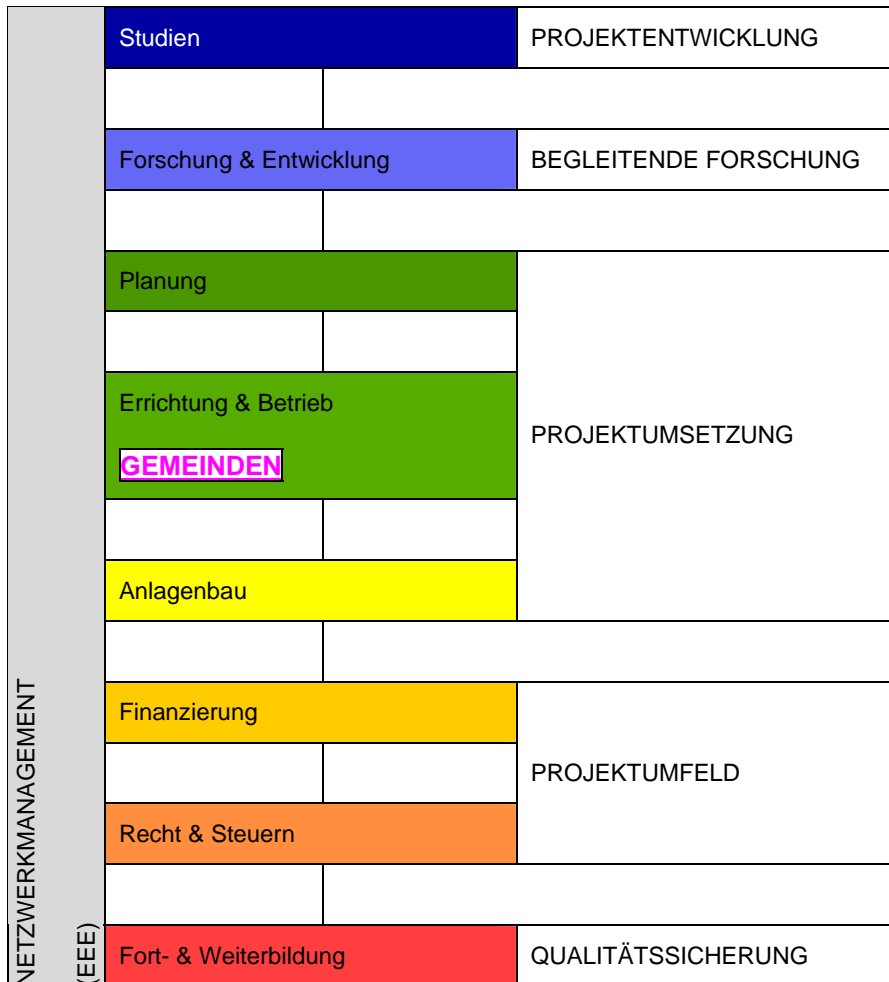 Studien
PROJEKTENTWICKLUNG
Forschung & Entwicklung
BEGLEITENDE FORSCHUNG
Planung
Errichtung & Betrieb
GEMEINDEN
PROJEKTUMSETZUNG
Anlagenbau
Finanzierung
PROJEKTUMFELD
Recht & Steuern
Fort- & Weiterbildung
QUALITÄTSSICHERUNG
NETZWERKMANAGEMENT
(EEE)